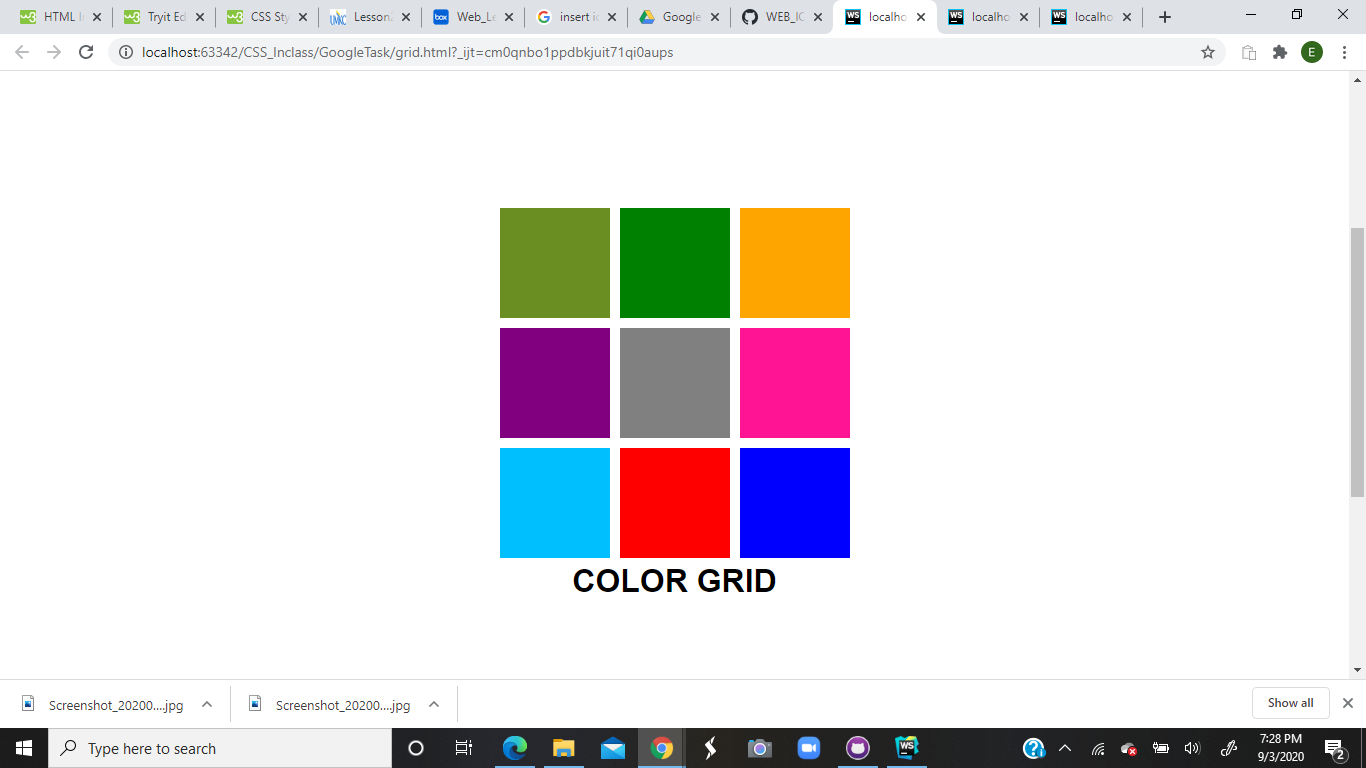 HTML I
Tryit Ed
CSS Sty
Lesson
Web_Le
insert ic
Google
WEB_IC
localho
localho
localho
localhost:63342/CSS_Inclass/GoogleTask/grid.html?_ijt=cm0qnbo1ppdbkjuit71qi0aups
E
COLOR GRID
Screenshot_20200....jpg
Screenshot_20200....jpg
Show all
Type here to search
7:28 PM
9/3/2020
2